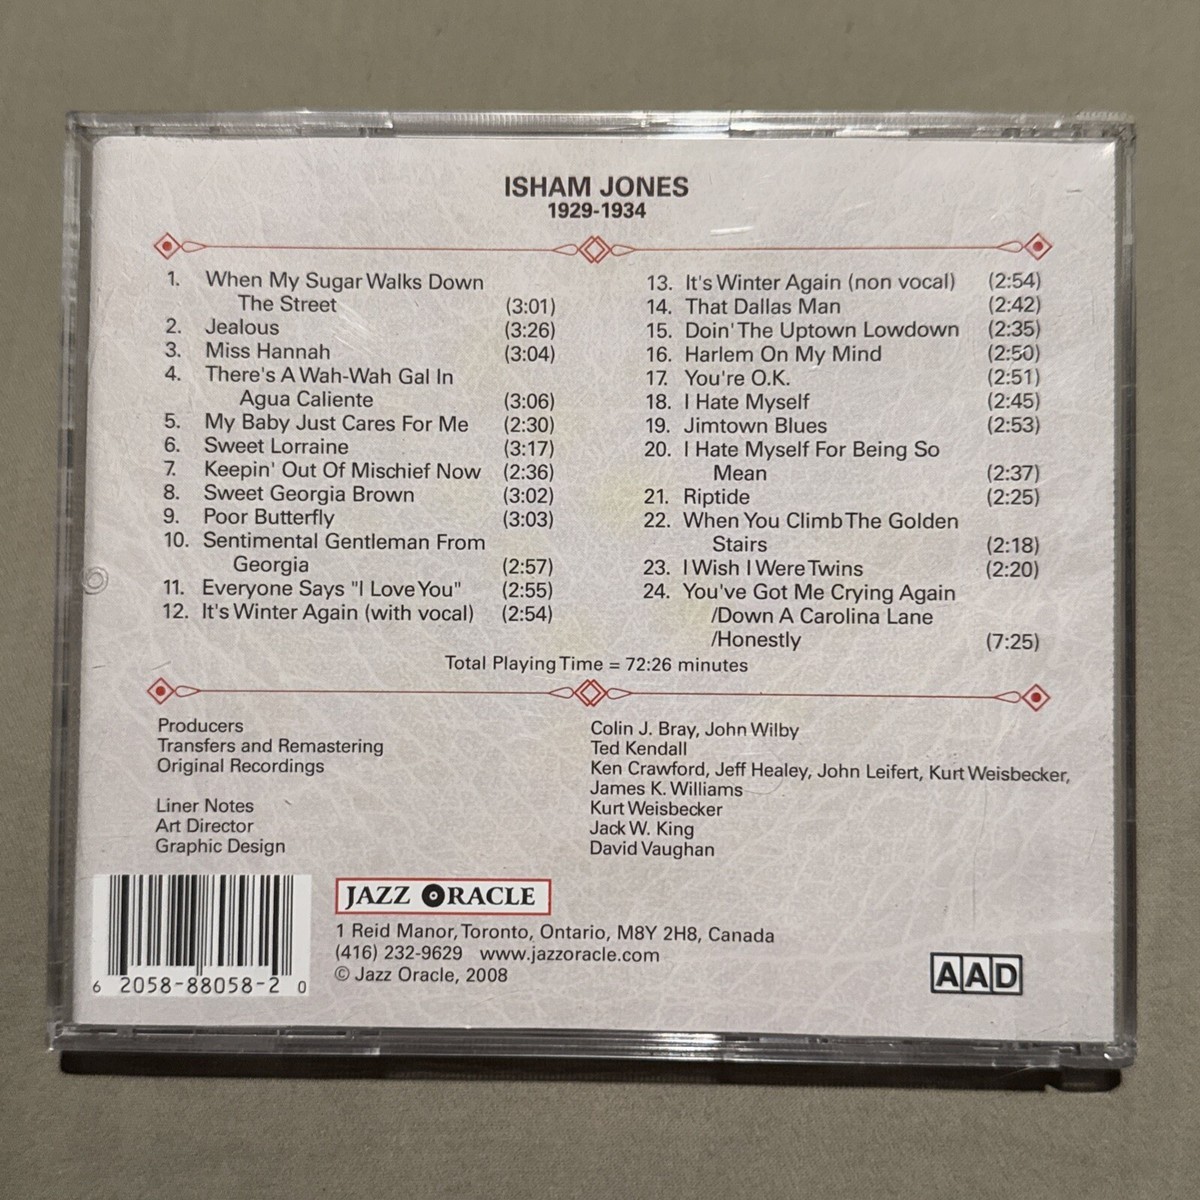 ISHAM JONES
1929-1934
1. When My Sugar Walks Down
The Street (3:01)
2. Jealous (3:26)
3. Miss Hannah (3:04)
4. There's A Wah-Wah Gal In
Agua Caliente (3:06)
5. My Baby Just Cares For Me (2:30)
6. Sweet Lorraine (3:17)
7. Keepin' Out Of Mischief Now (2:36)
8. Sweet Georgia Brown (3:02)
9. Poor Butterfly (3:03)
10. Sentimental Gentleman From
Georgia (2:57)
11. Everyone Says "I Love You" (2:55)
12. It's Winter Again (with vocal) (2:54)
13. It's Winter Again (non vocal) (2:54)
14. That Dallas Man (2:42)
15. Doin' The Uptown Lowdown (2:35)
16. Harlem On My Mind (2:50)
17. You're O.K. (2:51)
18. I Hate Myself (2:45)
19. Jimtown Blues (2:53)
20. I Hate Myself For Being So
Mean (2:37)
21. Riptide (2:25)
22. When You Climb The Golden
Stairs (2:18)
23. I Wish I Were Twins (2:20)
24. You've Got Me Crying Again
/Down A Carolina Lane
/Honestly (7:25)
Total Playing Time = 72:26 minutes
Producers Colin J. Bray, John Wilby
Transfers and Remastering Ted Kendall
Original Recordings Ken Crawford, Jeff Healey, John Leifert, Kurt Weisbecker,
James K. Williams
Liner Notes Kurt Weisbecker
Art Director Jack W. King
Graphic Design David Vaughan
JAZZ ORACLE
1 Reid Manor, Toronto, Ontario, M8Y 2H8, Canada
(416) 232-9629 www.jazzoracle.com
© Jazz Oracle, 2008
6 2058-88058-2 0
AAD